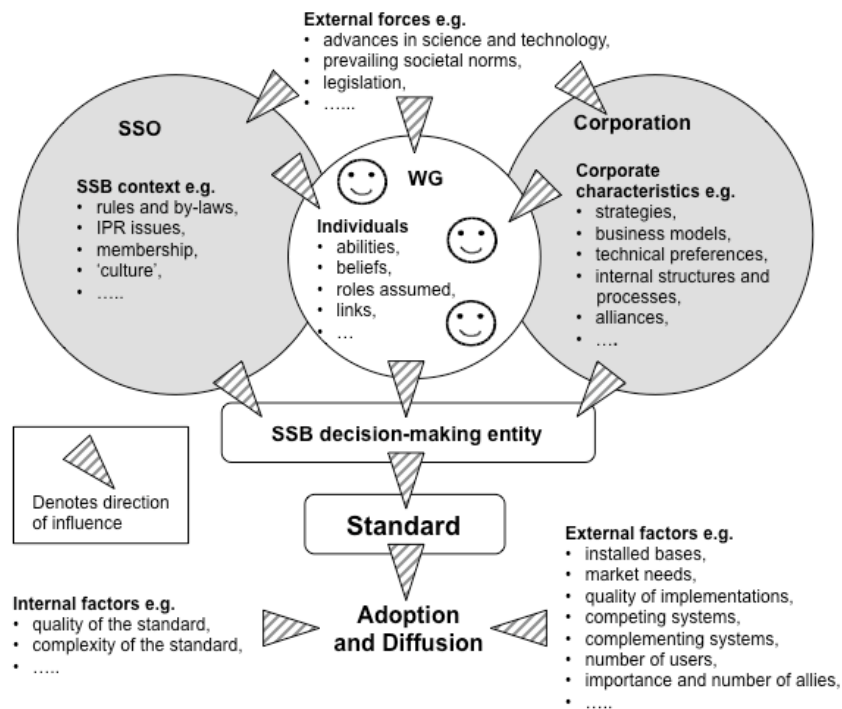 External forces e.g.
• advances in science and technology,
• prevailing societal norms,
• legislation,
• …...
SSO
SSB context e.g.
• rules and by-laws,
• IPR issues,
• membership,
• ‘culture’,
• …..
WG
Individuals
• abilities,
• beliefs,
• roles assumed,
• links,
• …
Corporation
Corporate
characteristics e.g.
• strategies,
• business models,
• technical preferences,
• internal structures and
processes,
• alliances,
• ….
SSB decision-making entity
Denotes direction
of influence
Standard
Internal factors e.g.
• quality of the standard,
• complexity of the standard,
• …..
Adoption
and Diffusion
External factors e.g.
• installed bases,
• market needs,
• quality of implementations,
• competing systems,
• complementing systems,
• number of users,
• importance and number of allies,
• …..